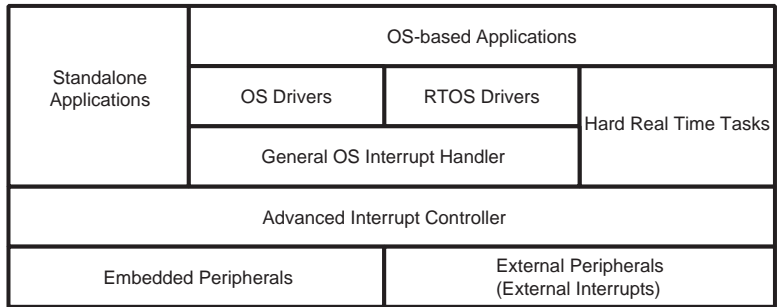 OS-based Applications
Standalone
Applications
OS Drivers
RTOS Drivers
Hard Real Time Tasks
General OS Interrupt Handler
Advanced Interrupt Controller
Embedded Peripherals
External Peripherals
(External Interrupts)